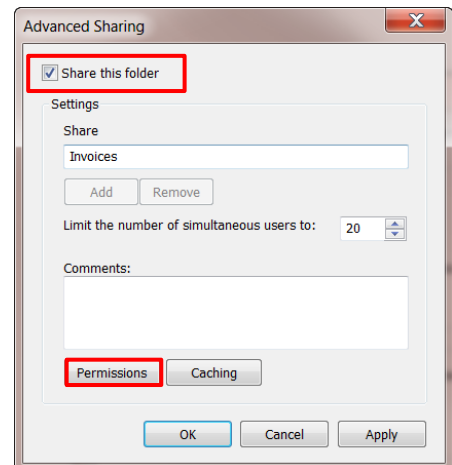 Advanced Sharing
X
Share this folder
Settings
Share
Invoices
Add Remove
Limit the number of simultaneous users to: 20
Comments:
Permissions Caching
OK Cancel Apply